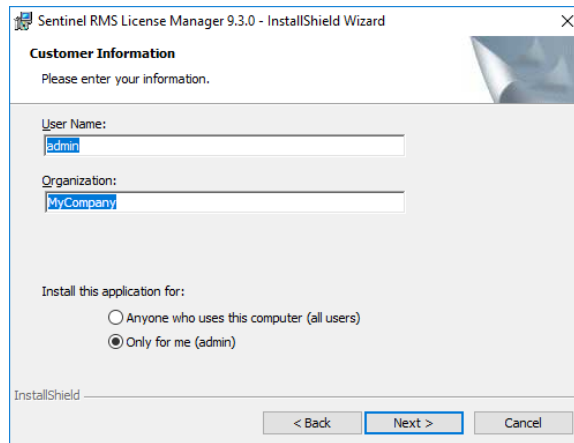 Sentinel RMS License Manager 9.3.0 - InstallShield Wizard
Customer Information
Please enter your information.
User Name:
admin
Organization:
MyCompany
Install this application for:
Anyone who uses this computer (all users)
Only for me (admin)
InstallShield
< Back Next > Cancel